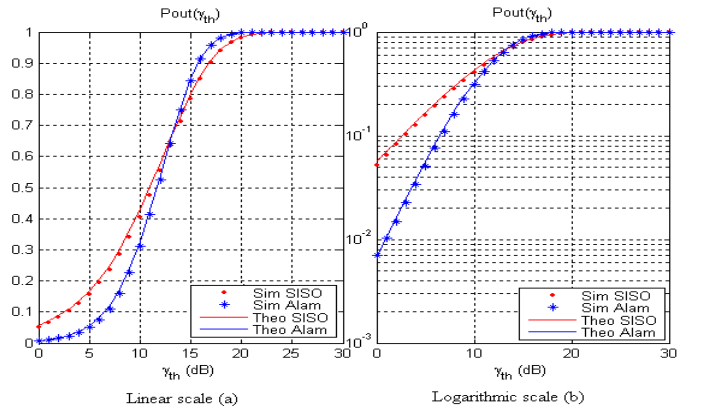 Pout(γth)
1
0.9
0.8
0.7
0.6
0.5
0.4
0.3
0.2
0.1
0
0 5 10 15 20 25 30
γth (dB)
Sim SISO
Sim Alam
Theo SISO
Theo Alam
Linear scale (a)
Pout(γth)
10^0
10^-1
10^-2
10^-3
0 10 20 30
γth (dB)
Sim SISO
Sim Alam
Theo SISO
Theo Alam
Logarithmic scale (b)